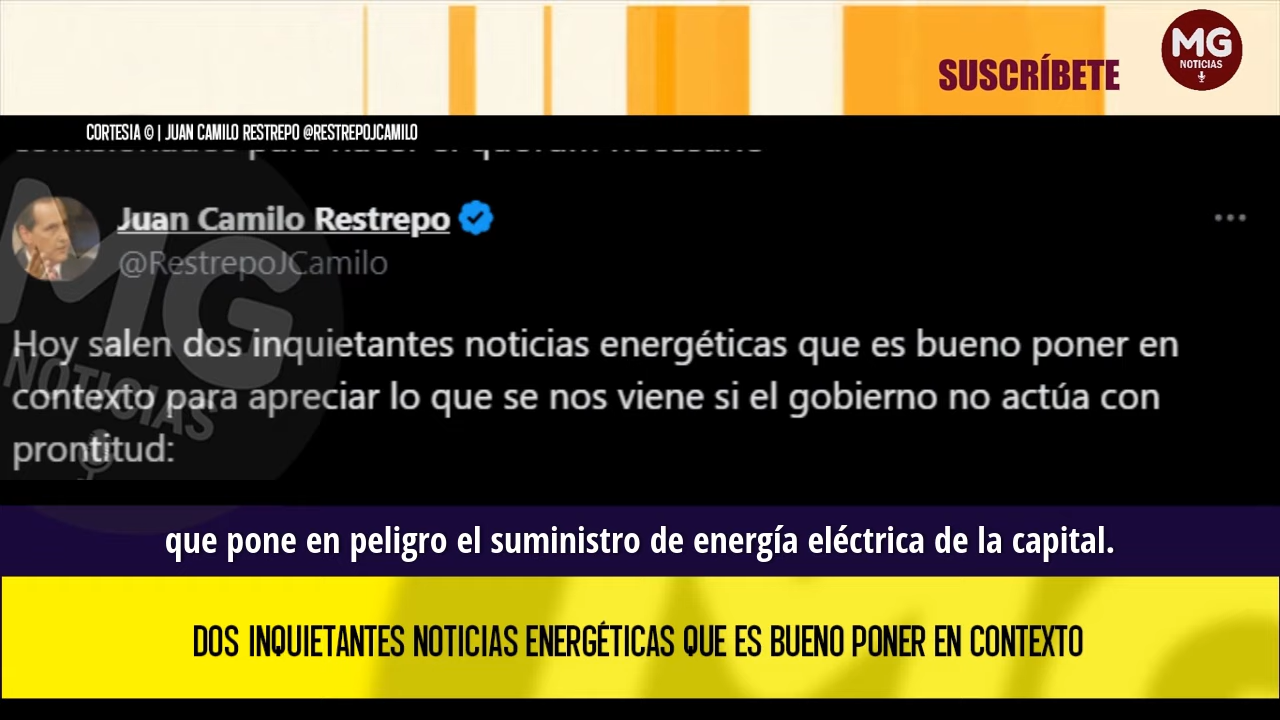 SUSCRÍBETE
MG
NOTICIAS
CORTESIA © | JUAN CAMILO RESTREPO @RESTREPOJCAMILO
Juan Camilo Restrepo
@RestrepoJCamilo
Hoy salen dos inquietantes noticias energéticas que es bueno poner en
contexto para apreciar lo que se nos viene si el gobierno no actúa con
prontitud:
MG
NOTICIAS
que pone en peligro el suministro de energía eléctrica de la capital.
DOS INQUIETANTES NOTICIAS ENERGÉTICAS QUE ES BUENO PONER EN CONTEXTO